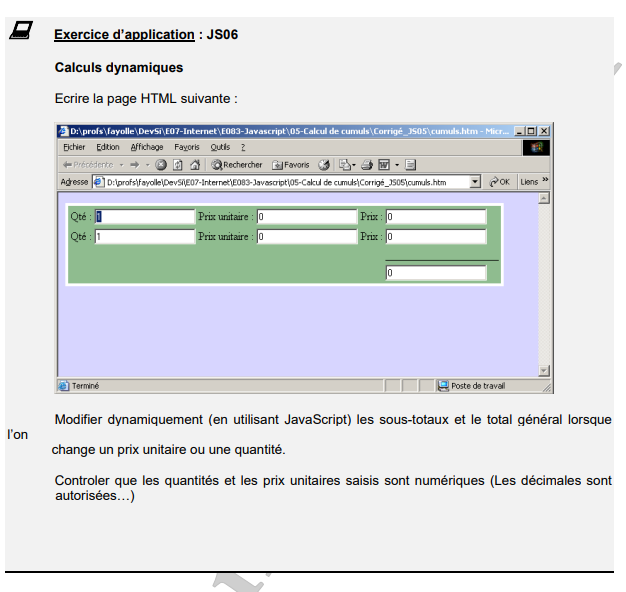 Exercice d'application : JS06
Calculs dynamiques
Ecrire la page HTML suivante :
D:\profs\fayolle\DevSi\E07-Internet\E083-Javascript\05-Calcul de cumuls\Corrigé_JS05\cumuls.htm - Micr...
Fichier Edition Affichage Favoris Outils ?
Précédente Rechercher Favoris
Adresse D:\profs\fayolle\DevSi\E07-Internet\E083-Javascript\05-Calcul de cumuls\Corrigé_JS05\cumuls.htm OK Liens »
Qté : 1 Prix unitaire : 0 Prix : 0
Qté : 1 Prix unitaire : 0 Prix : 0
0
Terminé Poste de travail
Modifier dynamiquement (en utilisant JavaScript) les sous-totaux et le total général lorsque
l'on
change un prix unitaire ou une quantité.
Controler que les quantités et les prix unitaires saisis sont numériques (Les décimales sont
autorisées…)